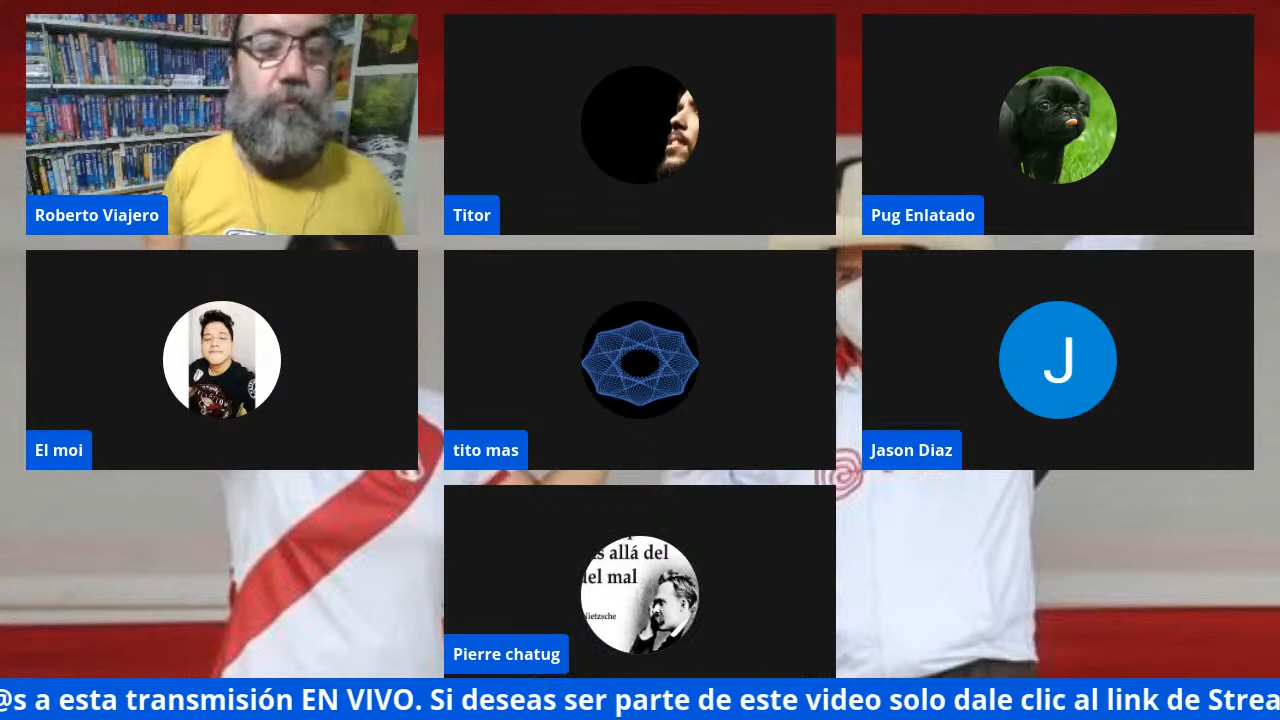 Roberto Viajero
Titor
Pug Enlatado
El moi
tito mas
J
Jason Diaz
allá del
del mal
Nietzsche
Pierre chatug
@s a esta transmisión EN VIVO. Si deseas ser parte de este video solo dale clic al link de Strea